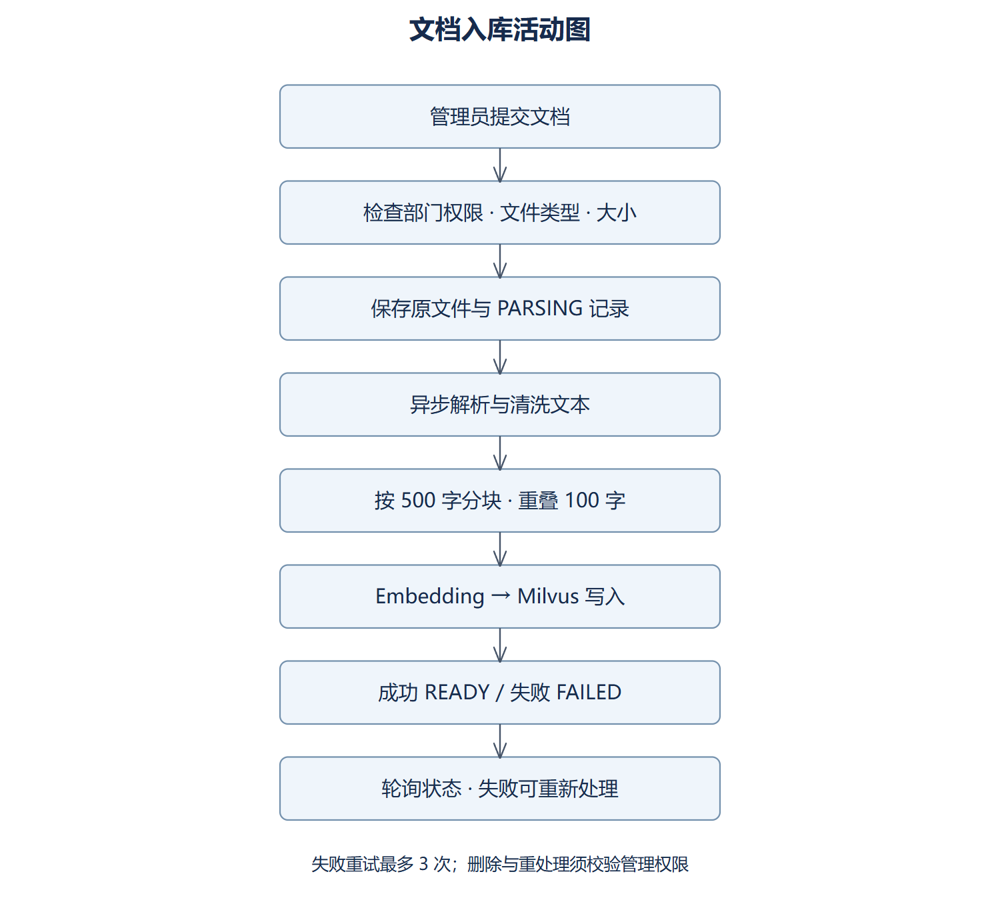 文档入库活动图
管理员提交文档
检查部门权限 · 文件类型 · 大小
保存原文件与 PARSING 记录
异步解析与清洗文本
按 500 字分块 · 重叠 100 字
Embedding → Milvus 写入
成功 READY / 失败 FAILED
轮询状态 · 失败可重新处理
失败重试最多 3 次；删除与重处理须校验管理权限